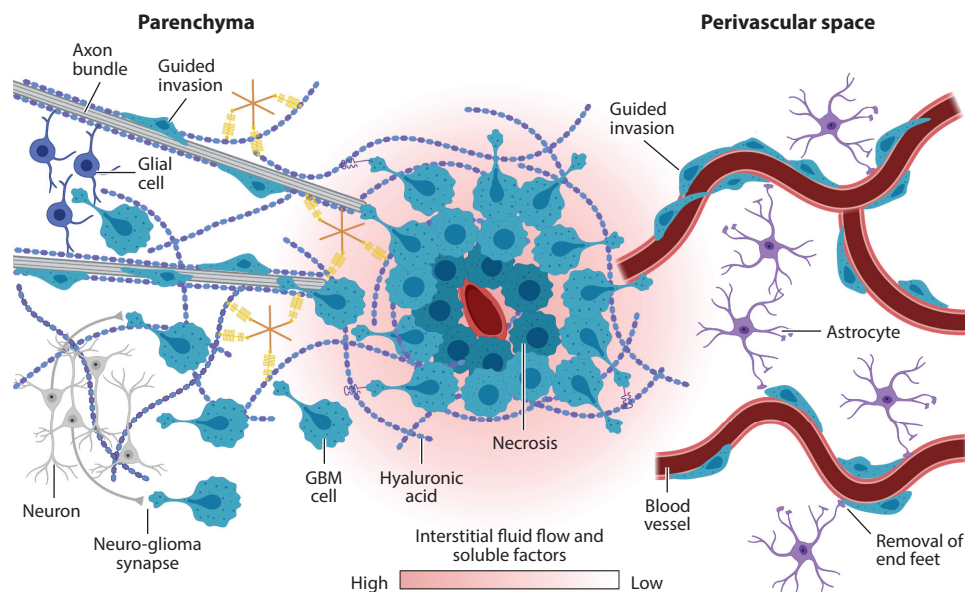 Parenchyma
Perivascular space
Axon
bundle
Guided
invasion
Glial
cell
Guided
invasion
Astrocyte
Necrosis
Neuron
GBM
cell
Hyaluronic
acid
Neuro-glioma
synapse
Blood
vessel
Removal of
end feet
Interstitial fluid flow and
soluble factors
High
Low